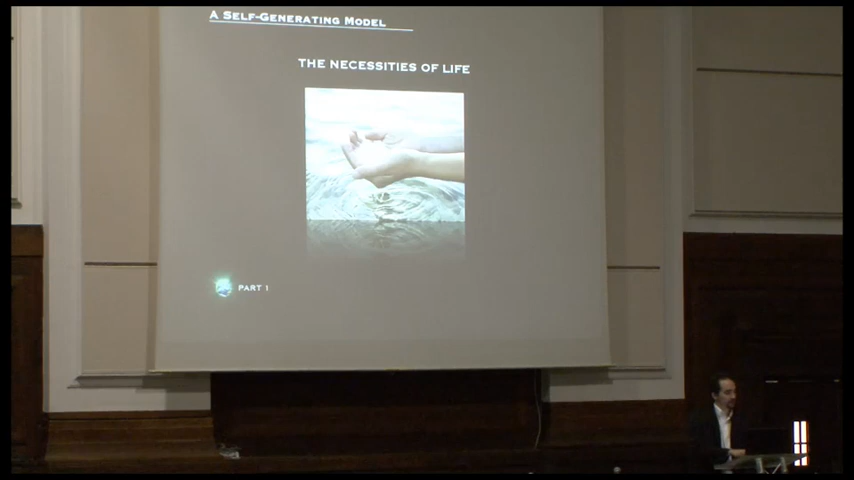 A Self-Generating Model
THE NECESSITIES OF LIFE
PART 1